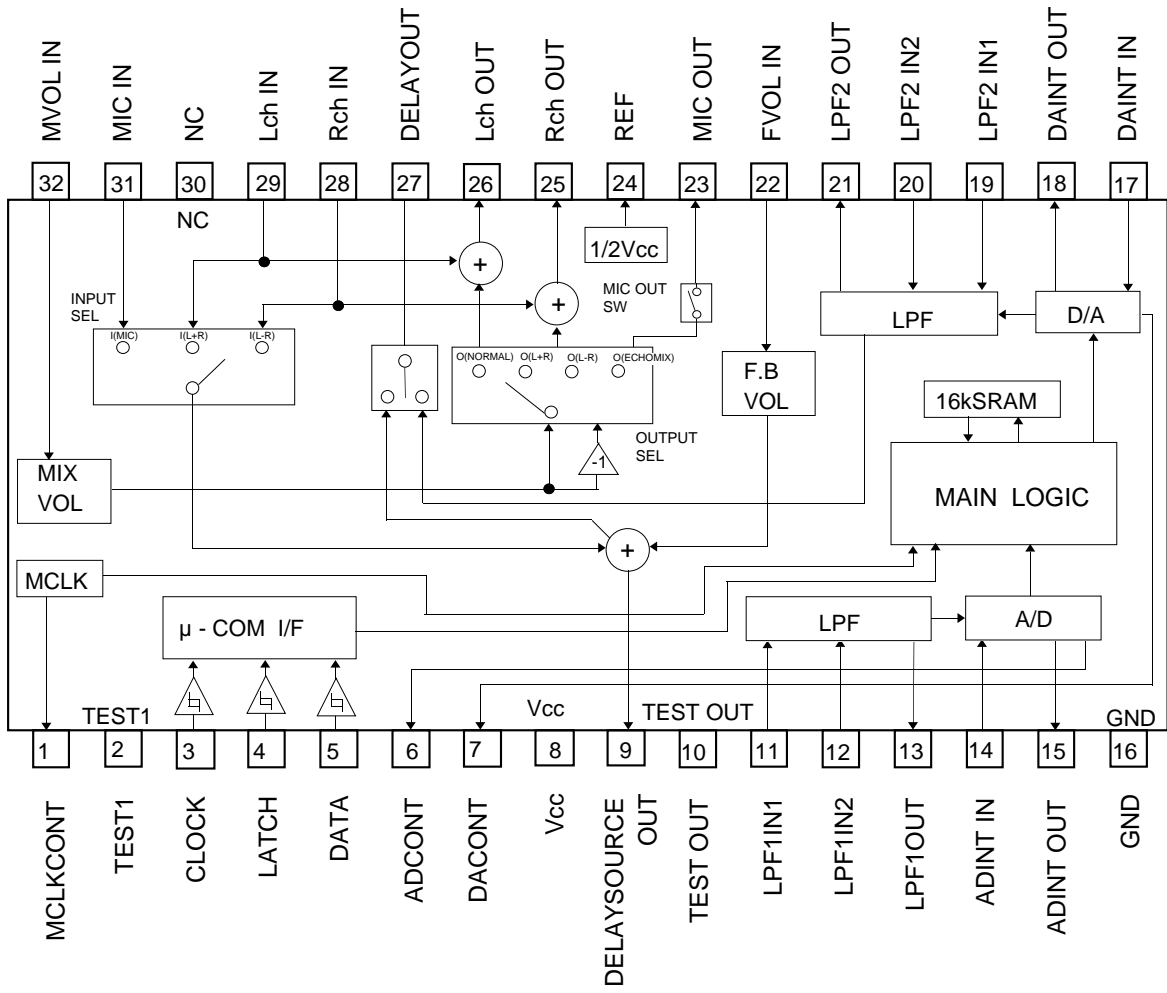 MVOL IN
MIC IN
NC
Lch IN
Rch IN
DELAYOUT
Lch OUT
Rch OUT
REF
MIC OUT
FVOL IN
LPF2 OUT
LPF2 IN2
LPF2 IN1
DAINT OUT
DAINT IN
32 31 30 29 28 27 26 25 24 23 22 21 20 19 18 17
NC
1/2Vcc
+
+
MIC OUT
SW
INPUT
SEL
I(MIC) I(L+R) I(L-R)
O(NORMAL) O(L+R) O(L-R) O(ECHOMIX)
LPF
D/A
F.B
VOL
16kSRAM
OUTPUT
SEL
-1
MIX
VOL
MAIN LOGIC
+
MCLK
µ - COM I/F
LPF
A/D
TEST1
Vcc
TEST OUT
GND
1 2 3 4 5 6 7 8 9 10 11 12 13 14 15 16
MCLKCONT
TEST1
CLOCK
LATCH
DATA
ADCONT
DACONT
Vcc
DELAYSOURCE
OUT
TEST OUT
LPF1IN1
LPF1IN2
LPF1OUT
ADINT IN
ADINT OUT
GND